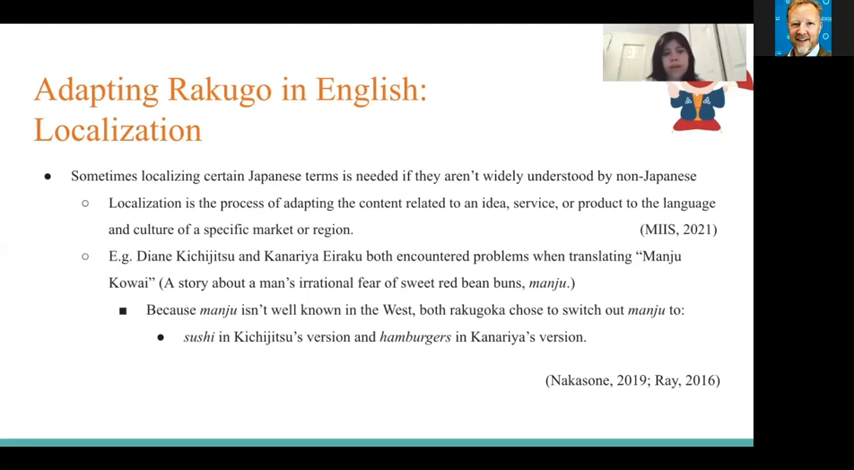 Adapting Rakugo in English:
Localization
● Sometimes localizing certain Japanese terms is needed if they aren't widely understood by non-Japanese
○ Localization is the process of adapting the content related to an idea, service, or product to the language
and culture of a specific market or region. (MIIS, 2021)
○ E.g. Diane Kichijitsu and Kanariya Eiraku both encountered problems when translating “Manju
Kowai” (A story about a man's irrational fear of sweet red bean buns, manju.)
■ Because manju isn't well known in the West, both rakugoka chose to switch out manju to:
● sushi in Kichijitsu's version and hamburgers in Kanariya's version.
(Nakasone, 2019; Ray, 2016)